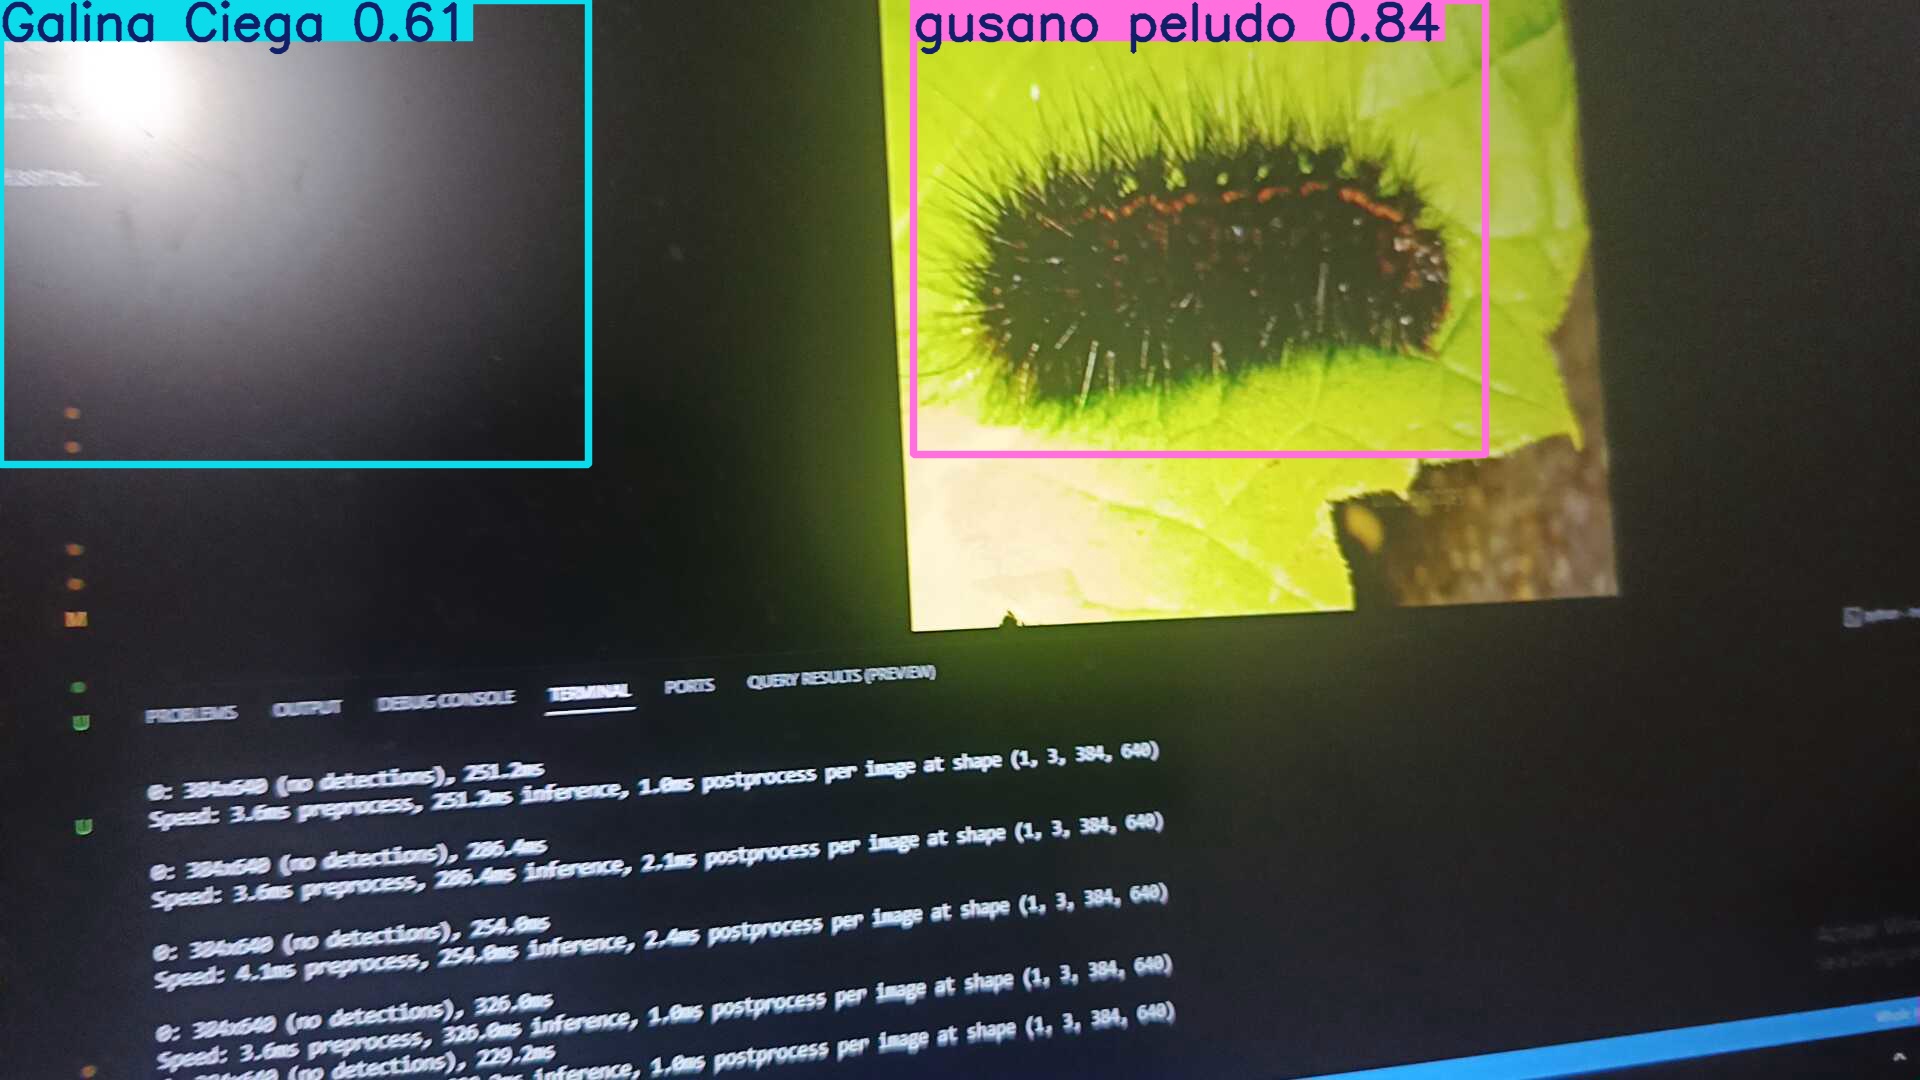 Galina Ciega 0.61
gusano peludo 0.84
M
U
U
PROBLEMS OUTPUT DEBUG CONSOLE TERMINAL PORTS QUERY RESULTS (PREVIEW)
0: 384x640 (no detections), 251.2ms
Speed: 3.6ms preprocess, 251.2ms inference, 1.0ms postprocess per image at shape (1, 3, 384, 640)
0: 384x640 (no detections), 286.4ms
Speed: 3.6ms preprocess, 286.4ms inference, 2.1ms postprocess per image at shape (1, 3, 384, 640)
0: 384x640 (no detections), 254.0ms
Speed: 4.1ms preprocess, 254.0ms inference, 2.4ms postprocess per image at shape (1, 3, 384, 640)
0: 384x640 (no detections), 326.0ms
Speed: 3.6ms preprocess, 326.0ms inference, 1.0ms postprocess per image at shape (1, 3, 384, 640)
0: 384x640 (no detections), 229.2ms
inference, 1.0ms postprocess per image at shape (1, 3, 384, 640)